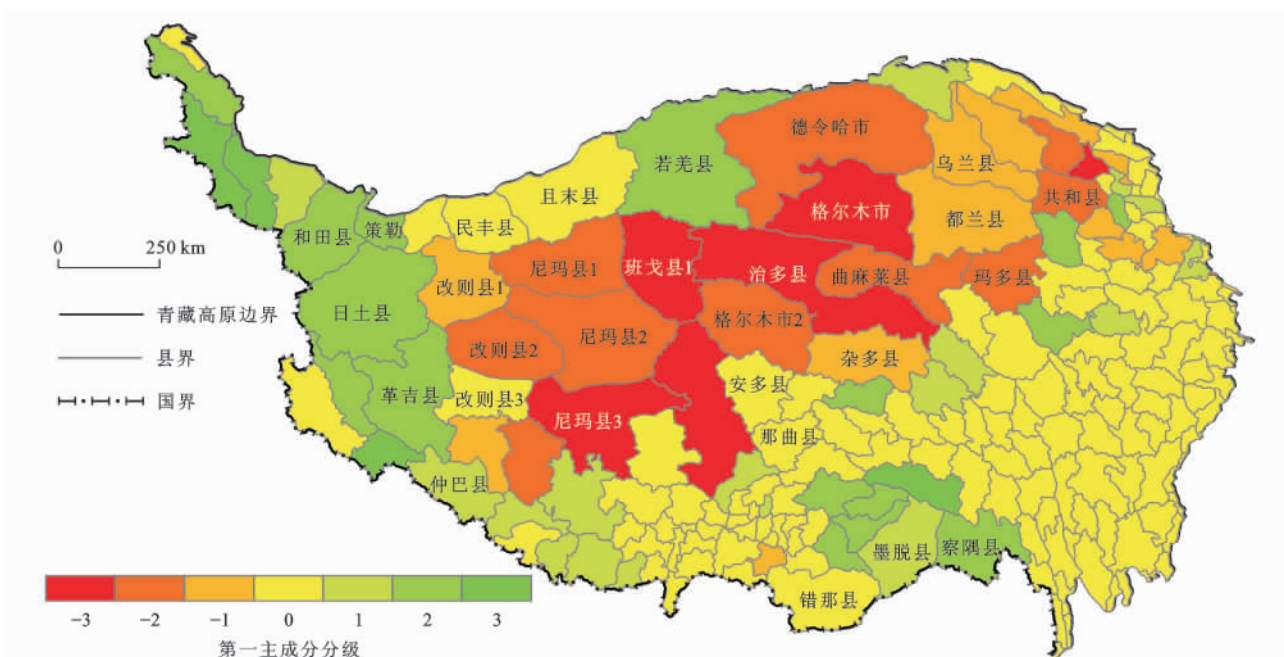 德令哈市
若羌县
乌兰县
且末县
格尔木市
共和县
民丰县
都兰县
和田县
策勒
0
250 km
尼玛县1
班戈县1
治多县
曲麻莱县
玛多县
改则县1
日土县
青藏高原边界
格尔木市2
尼玛县2
改则县2
县界
杂多县
安多县
革吉县
改则县3
国界
尼玛县3
那曲县
仲巴县
墨脱县
察隅县
错那县
-3
-2
-1
0
1
2
3
第一主成分分级